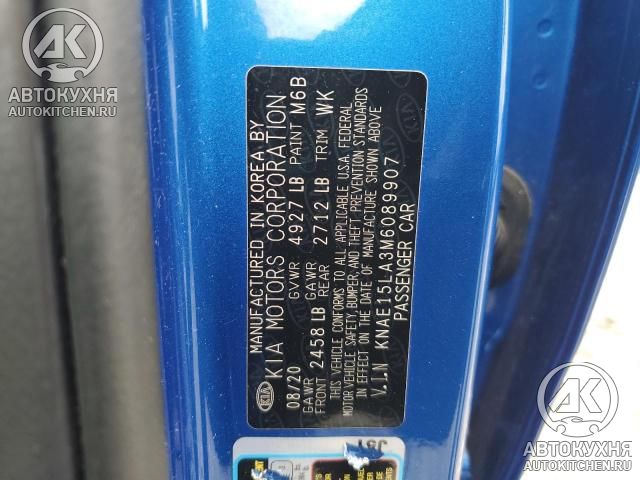 АВТОКУХНЯ
AUTOKITCHEN.RU
KIA
MANUFACTURED IN KOREA BY
KIA MOTORS CORPORATION
08/20 GVWR 4927 LB PAINT M6B
GAWR FRONT 2458 LB GAWR REAR 2712 LB TRIM WK
THIS VEHICLE CONFORMS TO ALL APPLICABLE U.S.A. FEDERAL
MOTOR VEHICLE SAFETY, BUMPER, AND THEFT PREVENTION STANDARDS
IN EFFECT ON THE DATE OF MANUFACTURE SHOWN ABOVE
V.I.N KNAE15LA3M6089907
PASSENGER CAR
АВТОКУХНЯ
AUTOKITCHEN.RU